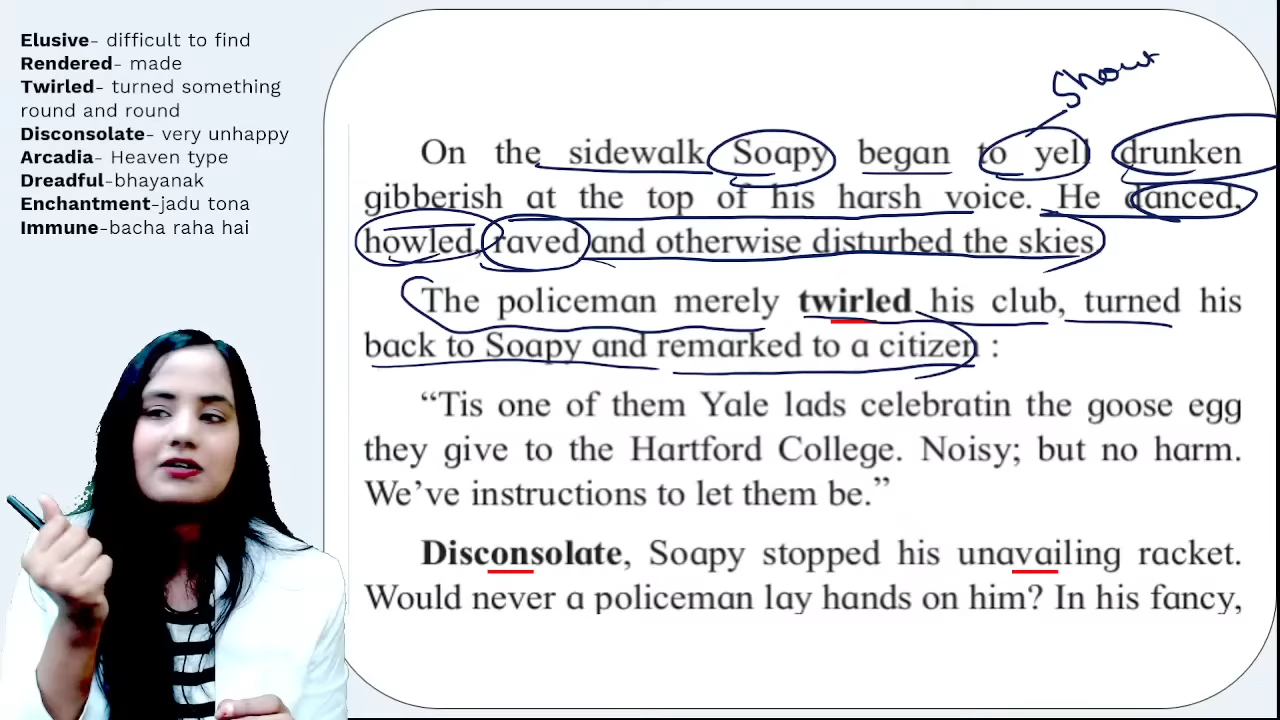 Elusive- difficult to find
Rendered- made
Twirled- turned something
round and round
Disconsolate- very unhappy
Arcadia- Heaven type
Dreadful-bhayanak
Enchantment-jadu tona
Immune-bacha raha hai
Shout
On the sidewalk Soapy began to yell drunken
gibberish at the top of his harsh voice. He danced,
howled, raved and otherwise disturbed the skies
The policeman merely twirled his club, turned his
back to Soapy and remarked to a citizen :
“Tis one of them Yale lads celebratin the goose egg
they give to the Hartford College. Noisy; but no harm.
We’ve instructions to let them be.”
Disconsolate, Soapy stopped his unavailing racket.
Would never a policeman lay hands on him? In his fancy,